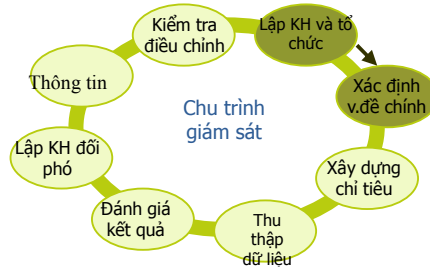 Kiểm tra
điều chỉnh
Lập KH và tổ
chức
Xác định
v.đề chính
Xây dựng
chỉ tiêu
Thu
thập
dữ liệu
Đánh giá
kết quả
Lập KH đối
phó
Thông tin
Chu trình
giám sát